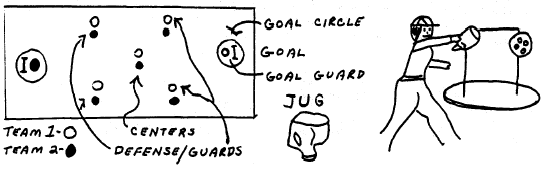 GOAL CIRCLE
GOAL
GOAL GUARD
JUG
TEAM 1-
CENTERS
TEAM 2-
DEFENSE/GUARDS